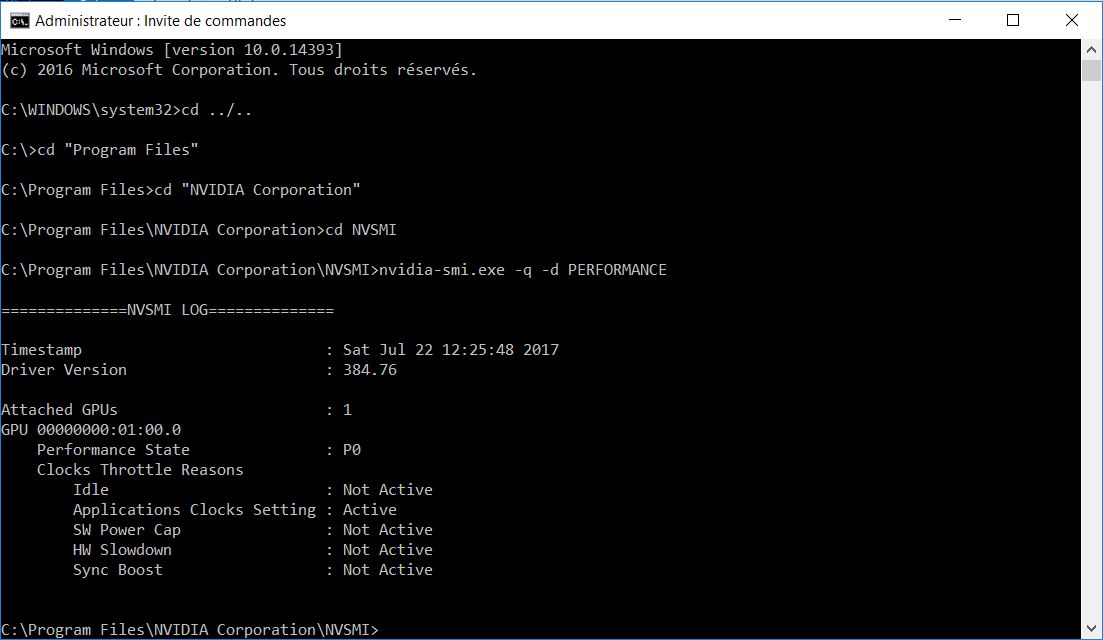 Administrateur : Invite de commandes
Microsoft Windows [version 10.0.14393]
(c) 2016 Microsoft Corporation. Tous droits réservés.
C:\WINDOWS\system32>cd ../..
C:\>cd "Program Files"
C:\Program Files>cd "NVIDIA Corporation"
C:\Program Files\NVIDIA Corporation>cd NVSMI
C:\Program Files\NVIDIA Corporation\NVSMI>nvidia-smi.exe -q -d PERFORMANCE
==============NVSMI LOG==============
Timestamp                           : Sat Jul 22 12:25:48 2017
Driver Version                      : 384.76
Attached GPUs                       : 1
GPU 00000000:01:00.0
    Performance State               : P0
    Clocks Throttle Reasons
        Idle                        : Not Active
        Applications Clocks Setting : Active
        SW Power Cap                : Not Active
        HW Slowdown                 : Not Active
        Sync Boost                  : Not Active
C:\Program Files\NVIDIA Corporation\NVSMI>